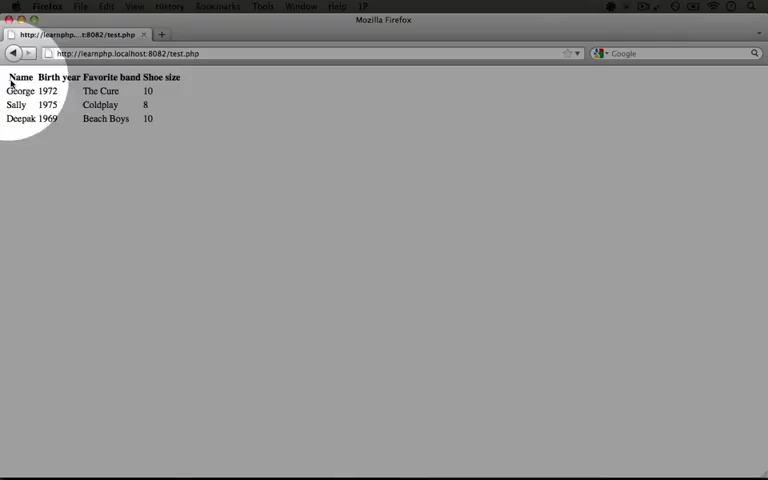 Firefox File Edit View History Bookmarks Tools Window Help
Mozilla Firefox
http://learnphp....t:8082/test.php
http://learnphp.localhost:8082/test.php
Google
Name Birth year Favorite band Shoe size
George 1972 The Cure 10
Sally 1975 Coldplay 8
Deepak 1969 Beach Boys 10